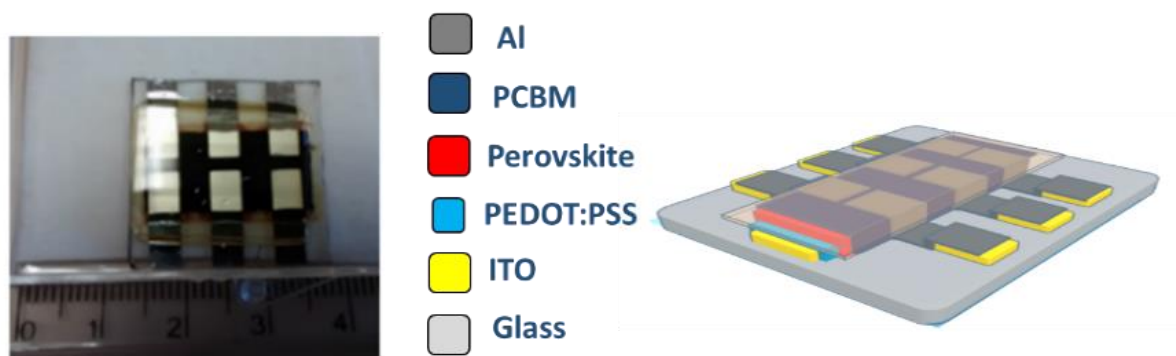 Al
PCBM
Perovskite
PEDOT:PSS
ITO
Glass
0 1 2 3 4